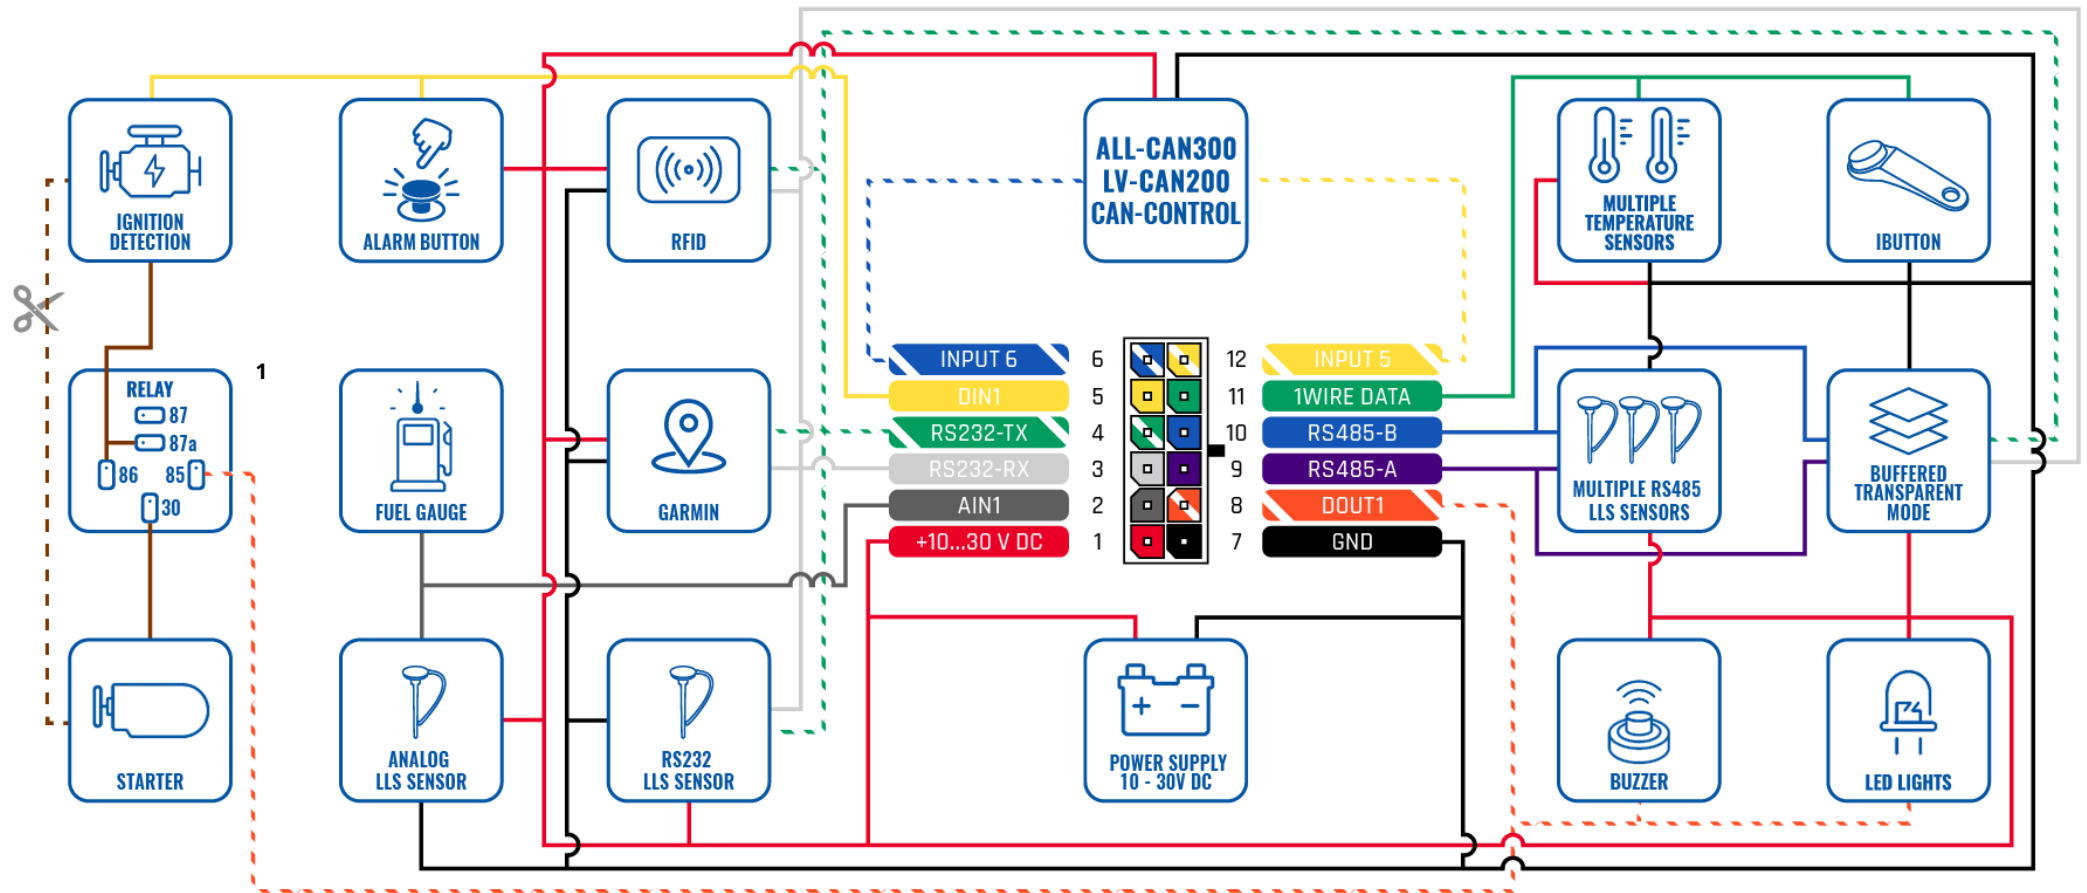 IGNITION
DETECTION
ALARM BUTTON
RFID
ALL-CAN300
LV-CAN200
CAN-CONTROL
MULTIPLE
TEMPERATURE
SENSORS
IBUTTON
RELAY
87
87a
86
85
30
1
FUEL GAUGE
GARMIN
INPUT 6 6 12 INPUT 5
DIN1 5 11 1WIRE DATA
RS232-TX 4 10 RS485-B
RS232-RX 3 9 RS485-A
AIN1 2 8 DOUT1
+10...30 V DC 1 7 GND
MULTIPLE RS485
LLS SENSORS
BUFFERED
TRANSPARENT
MODE
STARTER
ANALOG
LLS SENSOR
RS232
LLS SENSOR
+ −
POWER SUPPLY
10 - 30V DC
BUZZER
LED LIGHTS